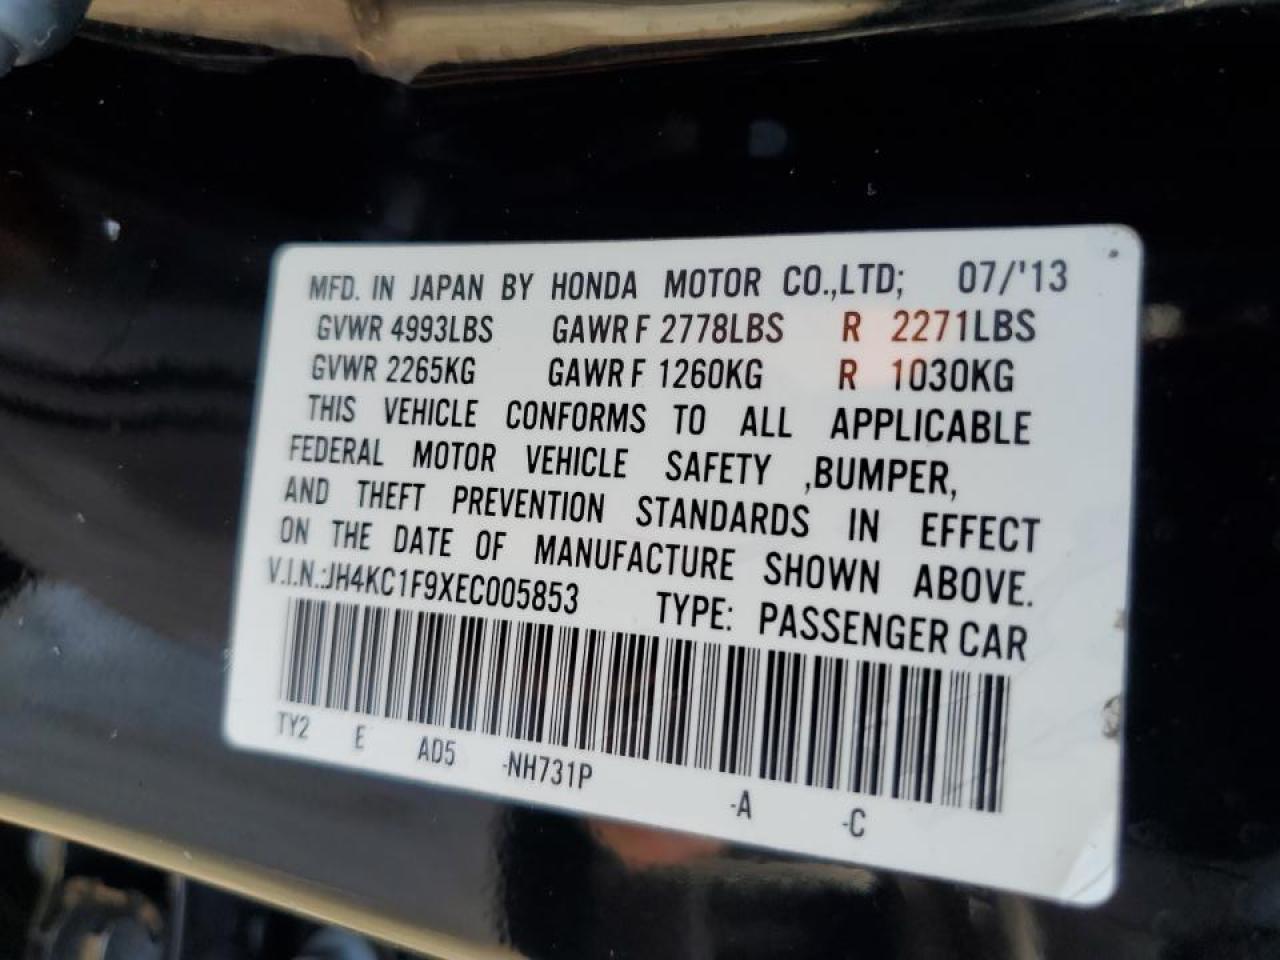 MFD. IN JAPAN BY HONDA MOTOR CO.,LTD; 07/'13
GVWR 4993LBS GAWR F 2778LBS R 2271LBS
GVWR 2265KG GAWR F 1260KG R 1030KG
THIS VEHICLE CONFORMS TO ALL APPLICABLE
FEDERAL MOTOR VEHICLE SAFETY ,BUMPER,
AND THEFT PREVENTION STANDARDS IN EFFECT
ON THE DATE OF MANUFACTURE SHOWN ABOVE.
V.I.N.:JH4KC1F9XEC005853 TYPE: PASSENGER CAR
TY2 E AD5 -NH731P -A -C